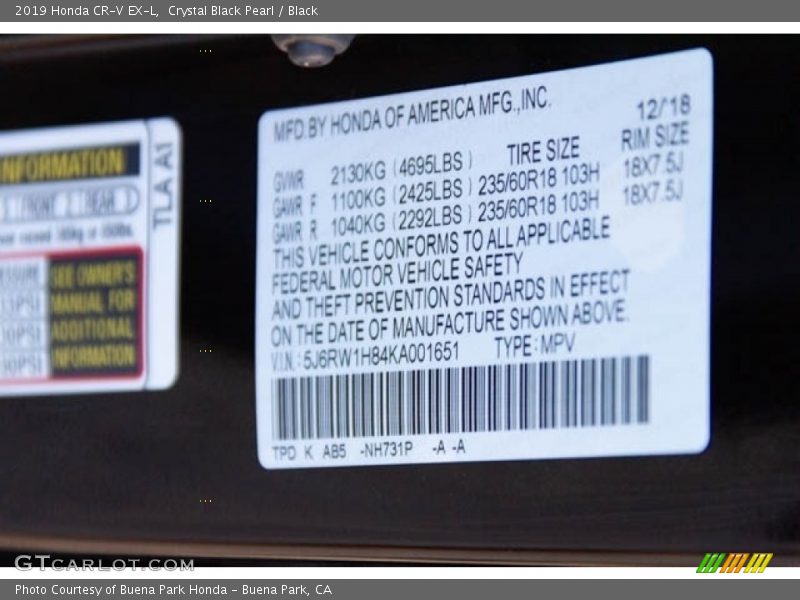 2019 Honda CR-V EX-L, Crystal Black Pearl / Black
MFD.BY HONDA OF AMERICA MFG.,INC.
12/'18
GVWR 2130KG (4695LBS) TIRE SIZE RIM SIZE
GAWR F 1100KG (2425LBS) 235/60R18 103H 18X7.5J
GAWR R 1040KG (2292LBS) 235/60R18 103H 18X7.5J
THIS VEHICLE CONFORMS TO ALL APPLICABLE
FEDERAL MOTOR VEHICLE SAFETY
AND THEFT PREVENTION STANDARDS IN EFFECT
ON THE DATE OF MANUFACTURE SHOWN ABOVE.
V.I.N.: 5J6RW1H84KA001651 TYPE: MPV
TPD K AB5 -NH731P -A -A
INFORMATION
TLA A1
FRONT 2 REAR
SEE OWNER'S
MANUAL FOR
ADDITIONAL
INFORMATION
GTCARLOT.COM
Photo Courtesy of Buena Park Honda – Buena Park, CA